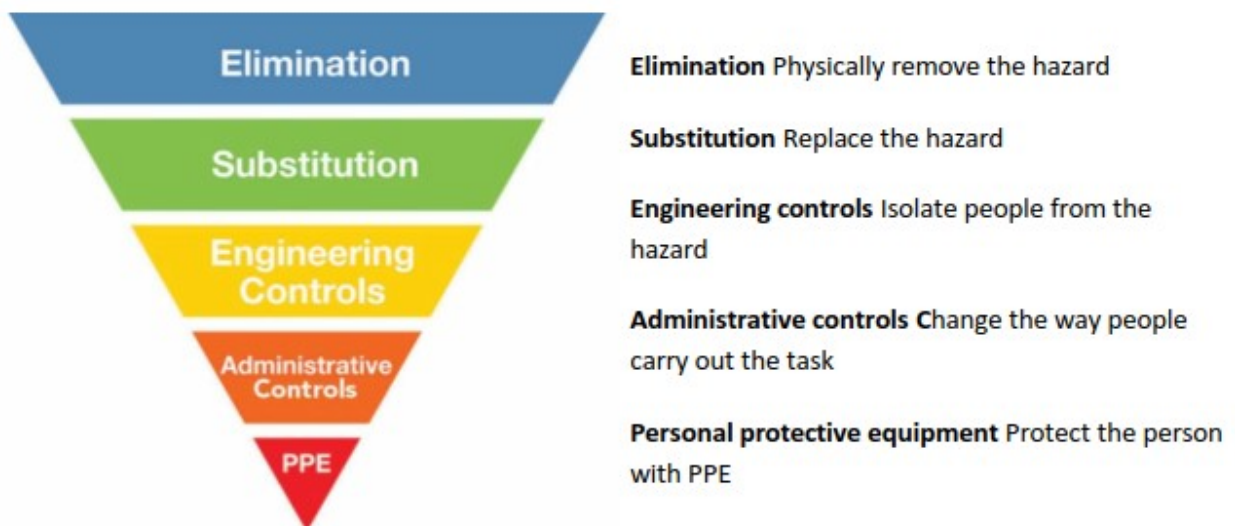 Elimination
Elimination Physically remove the hazard
Substitution
Substitution Replace the hazard
Engineering
Controls
Engineering controls Isolate people from the
hazard
Administrative
Controls
Administrative controls Change the way people
carry out the task
PPE
Personal protective equipment Protect the person
with PPE